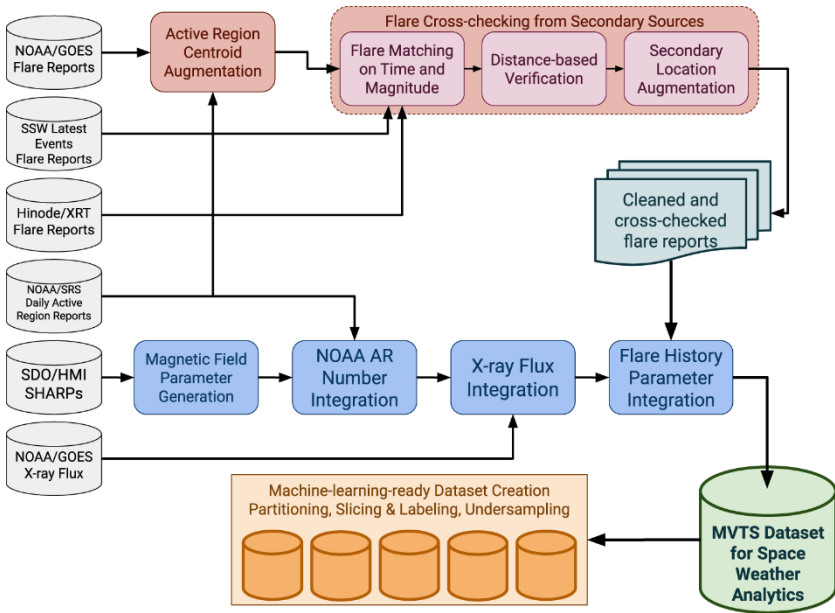 NOAA/GOES
Flare Reports
Active Region
Centroid
Augmentation
Flare Cross-checking from Secondary Sources
Flare Matching
on Time and
Magnitude
Distance-based
Verification
Secondary
Location
Augmentation
SSW Latest
Events
Flare Reports
Hinode/XRT
Flare Reports
Cleaned and
cross-checked
flare reports
NOAA/SRS
Daily Active
Region Reports
SDO/HMI
SHARPs
Magnetic Field
Parameter
Generation
NOAA AR
Number
Integration
X-ray Flux
Integration
Flare History
Parameter
Integration
NOAA/GOES
X-ray Flux
Machine-learning-ready Dataset Creation
Partitioning, Slicing & Labeling, Undersampling
MVTS Dataset
for Space
Weather
Analytics